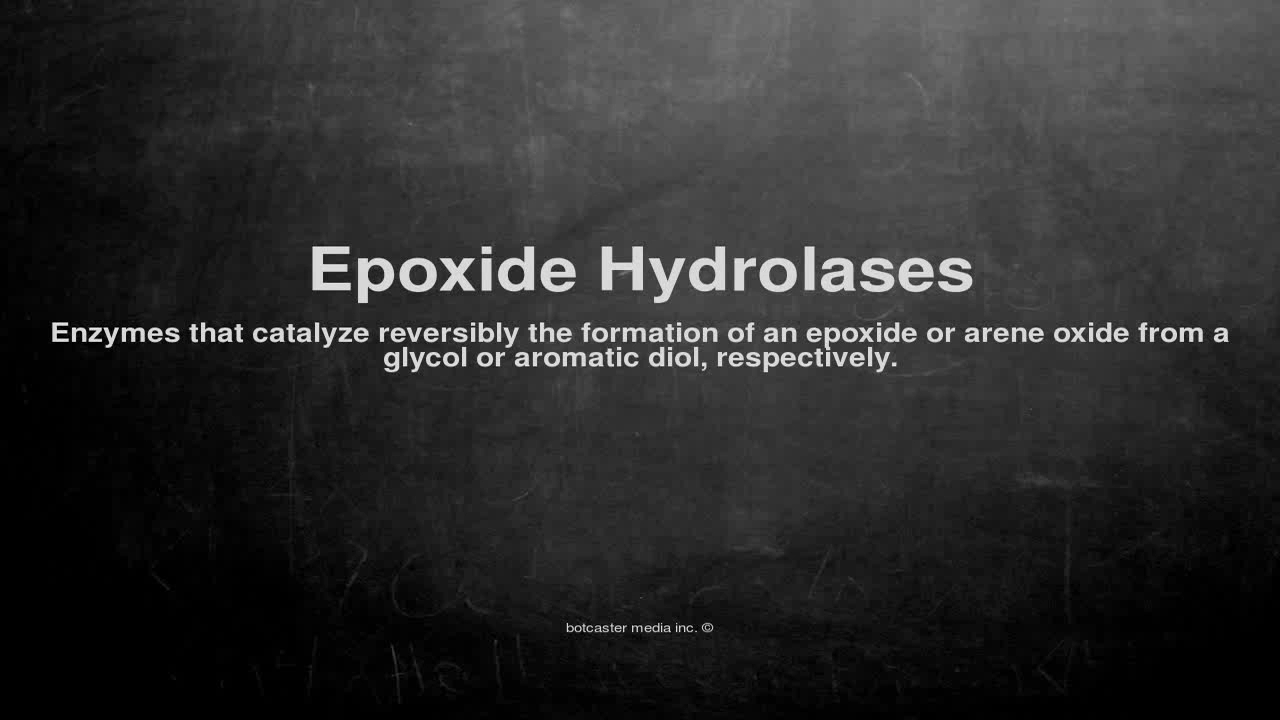 Epoxide Hydrolases
Enzymes that catalyze reversibly the formation of an epoxide or arene oxide from a
glycol or aromatic diol, respectively.
botcaster media inc. ©